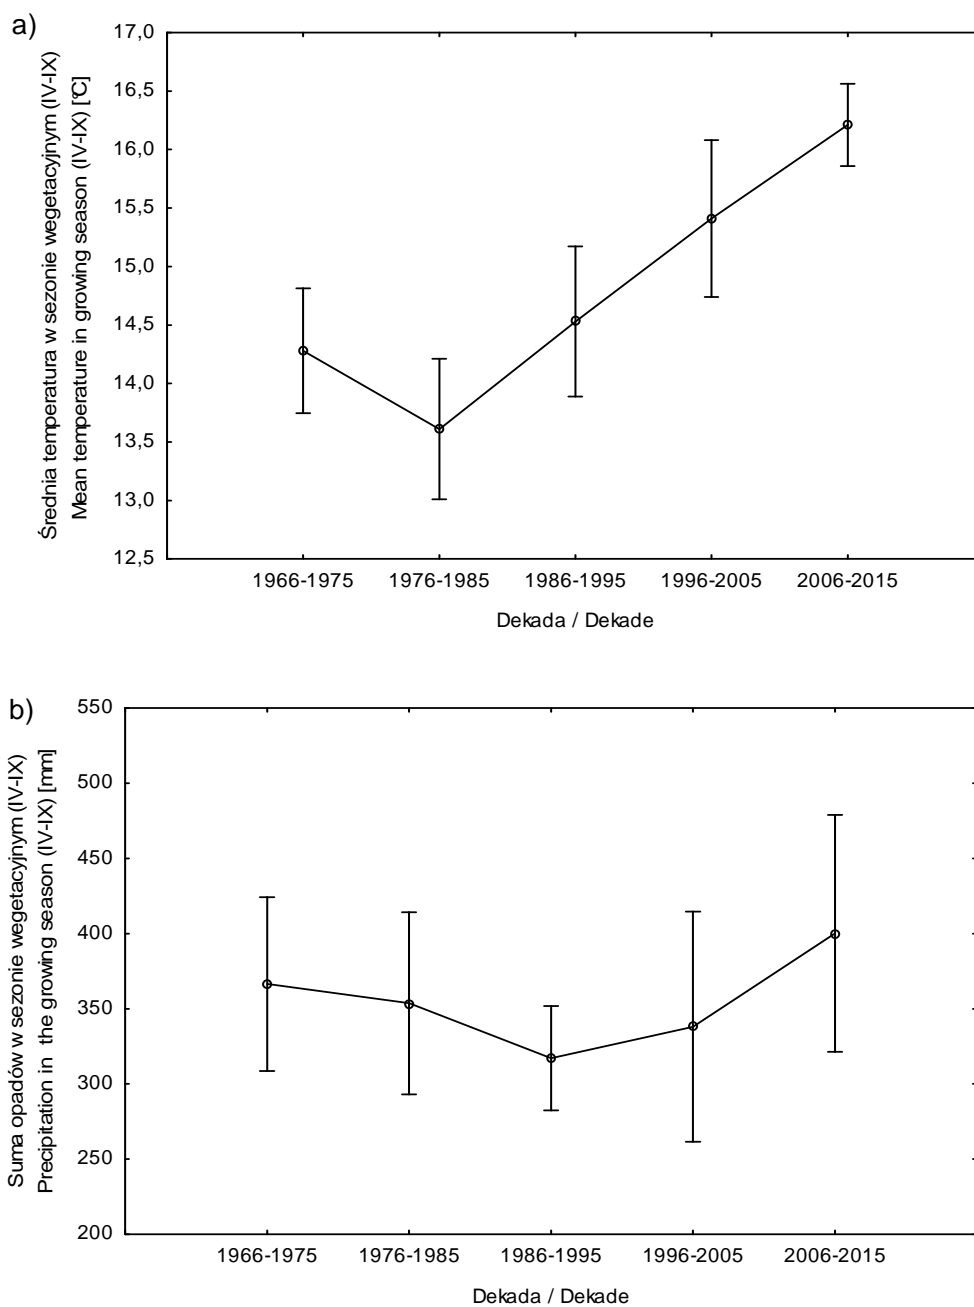 a)
Średnia temperatura w sezonie wegetacyjnym (IV-IX)
Mean temperature in growing season (IV-IX) [°C]
17,0
16,5
16,0
15,5
15,0
14,5
14,0
13,5
13,0
12,5
1966-1975 1976-1985 1986-1995 1996-2005 2006-2015
Dekada / Dekade
b)
Suma opadów w sezonie wegetacyjnym (IV-IX)
Precipitation in the growing season (IV-IX) [mm]
550
500
450
400
350
300
250
200
1966-1975 1976-1985 1986-1995 1996-2005 2006-2015
Dekada / Dekade